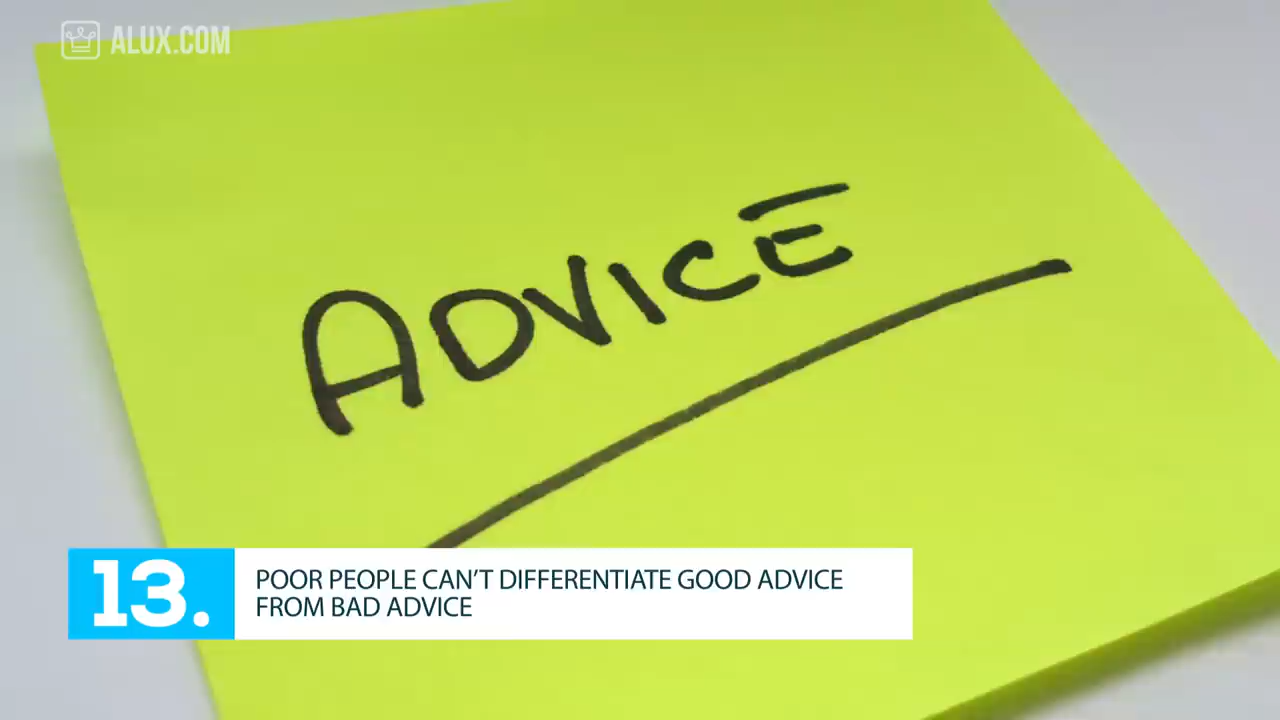 ALUX.COM
ADVICE
13.
POOR PEOPLE CAN'T DIFFERENTIATE GOOD ADVICE
FROM BAD ADVICE